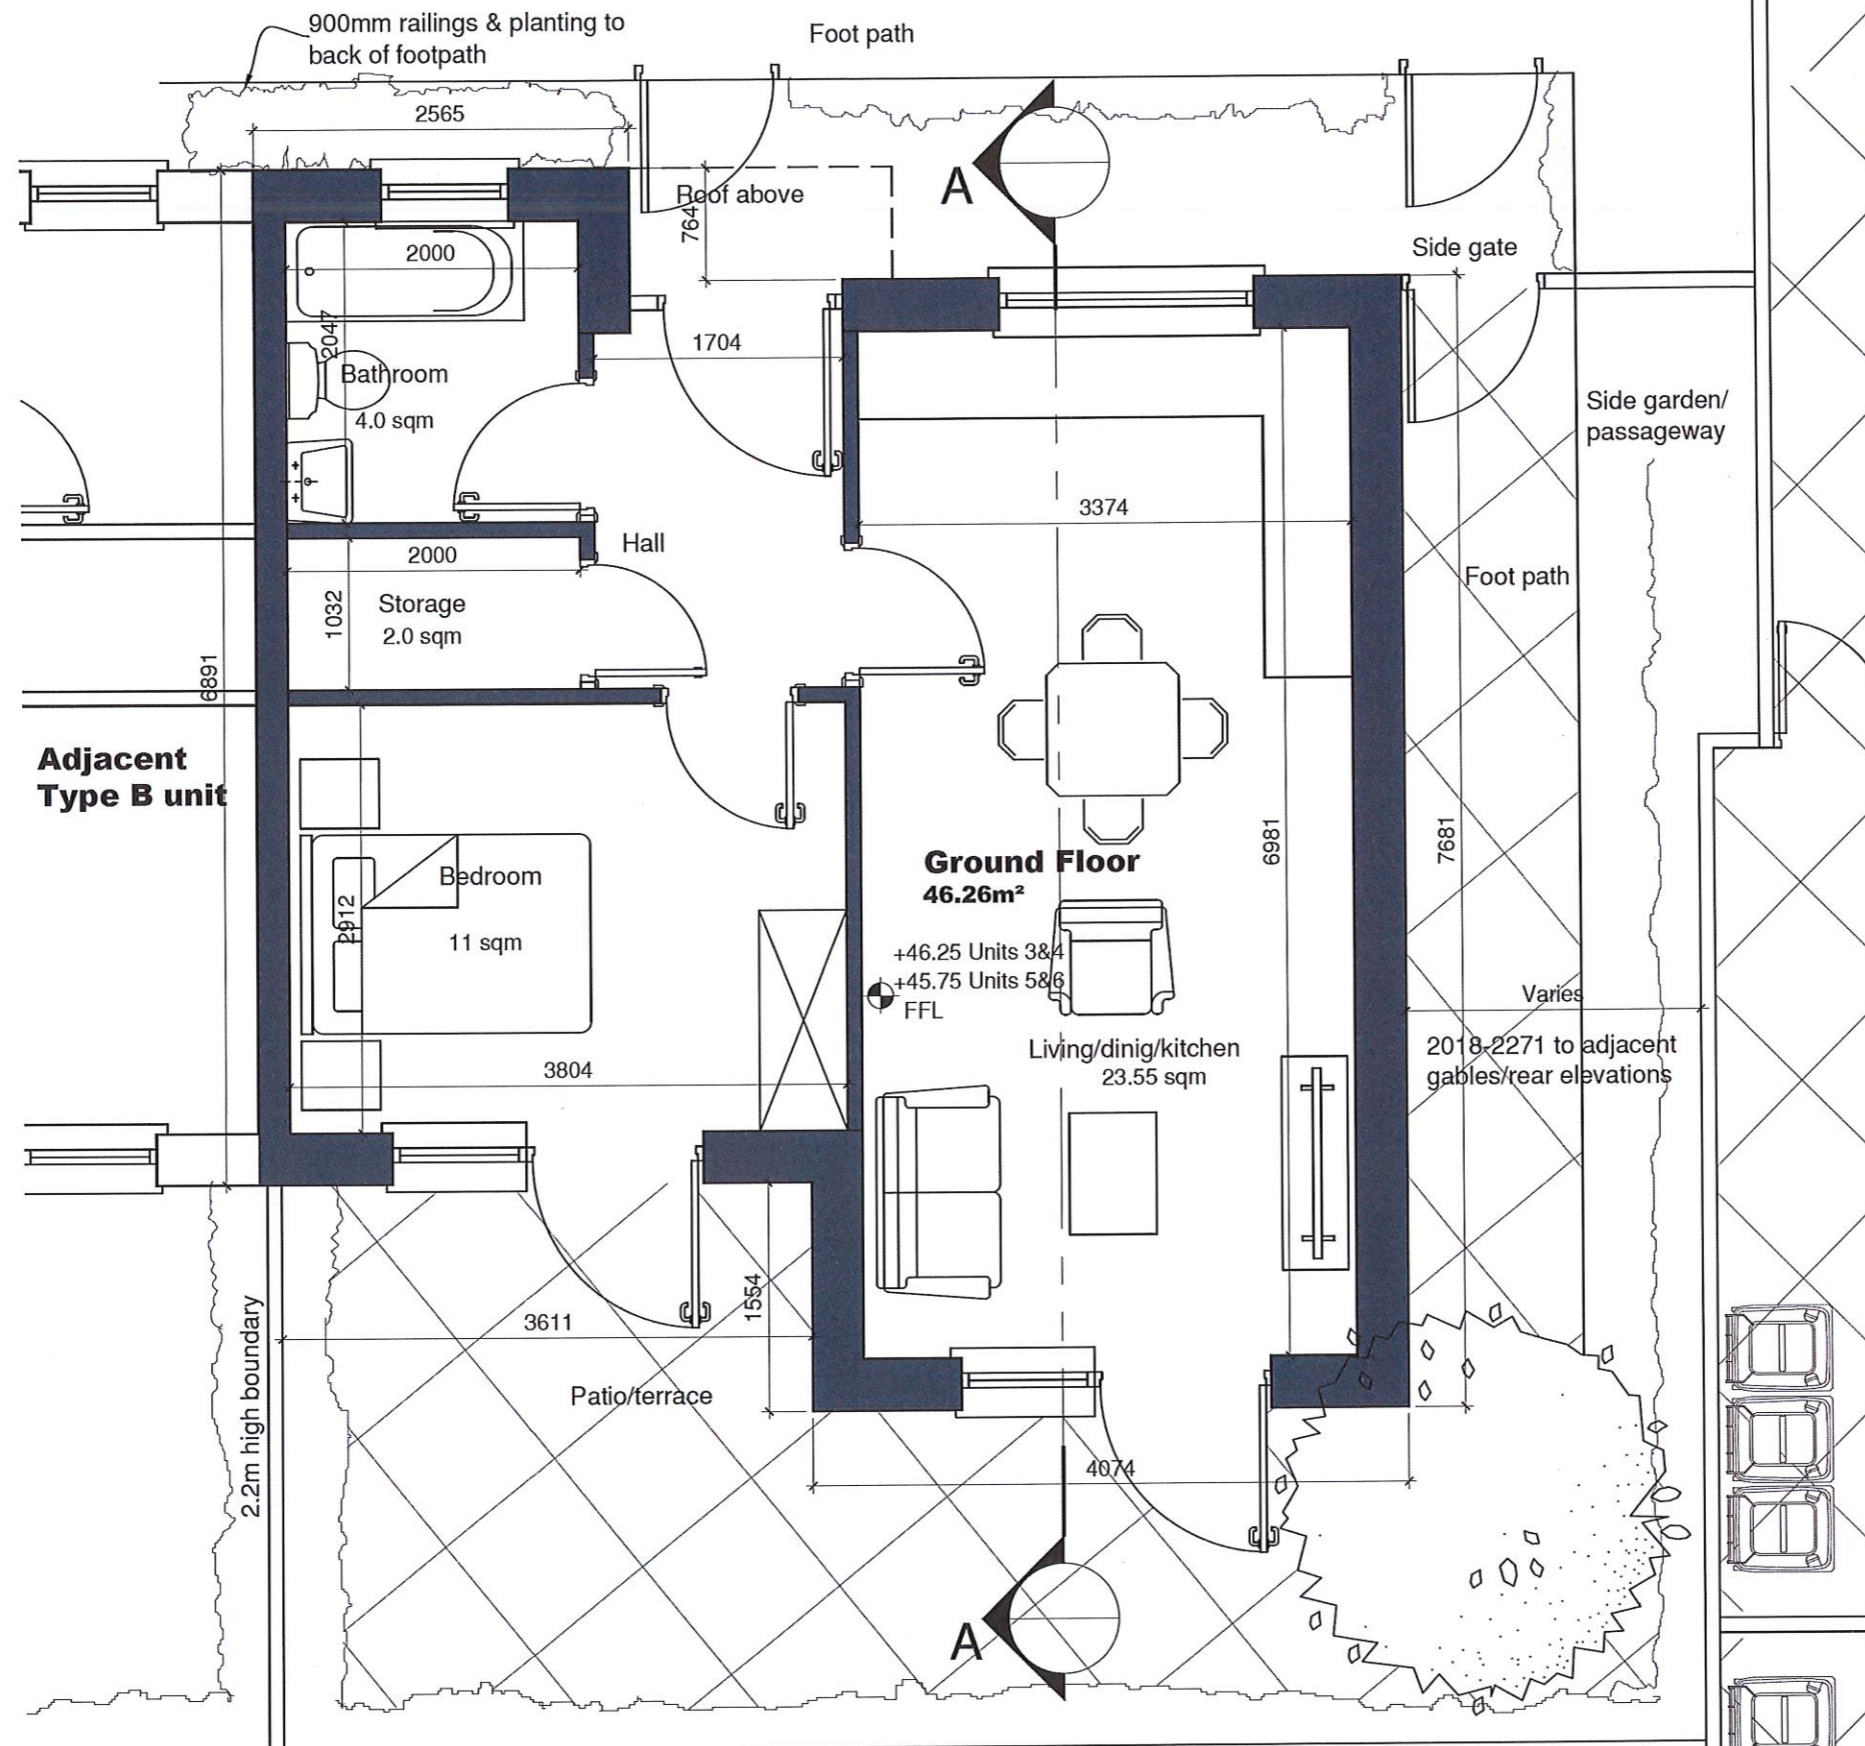 900mm railings & planting to
back of footpath
Foot path
2565
A
Roof above
764
Side gate
2000
2047
Bathroom
4.0 sqm
1704
Side garden/
passageway
3374
Hall
2000
Foot path
Storage
2.0 sqm
1032
6891
Adjacent
Type B unit
Ground Floor
46.26m²
6981
7681
Bedroom
2912
11 sqm
+46.25 Units 3&4
+45.75 Units 5&6
FFL
Varies
Living/dinig/kitchen
23.55 sqm
2018-2271 to adjacent
gables/rear elevations
3804
2.2m high boundary
3611
1554
Patio/terrace
4074
A